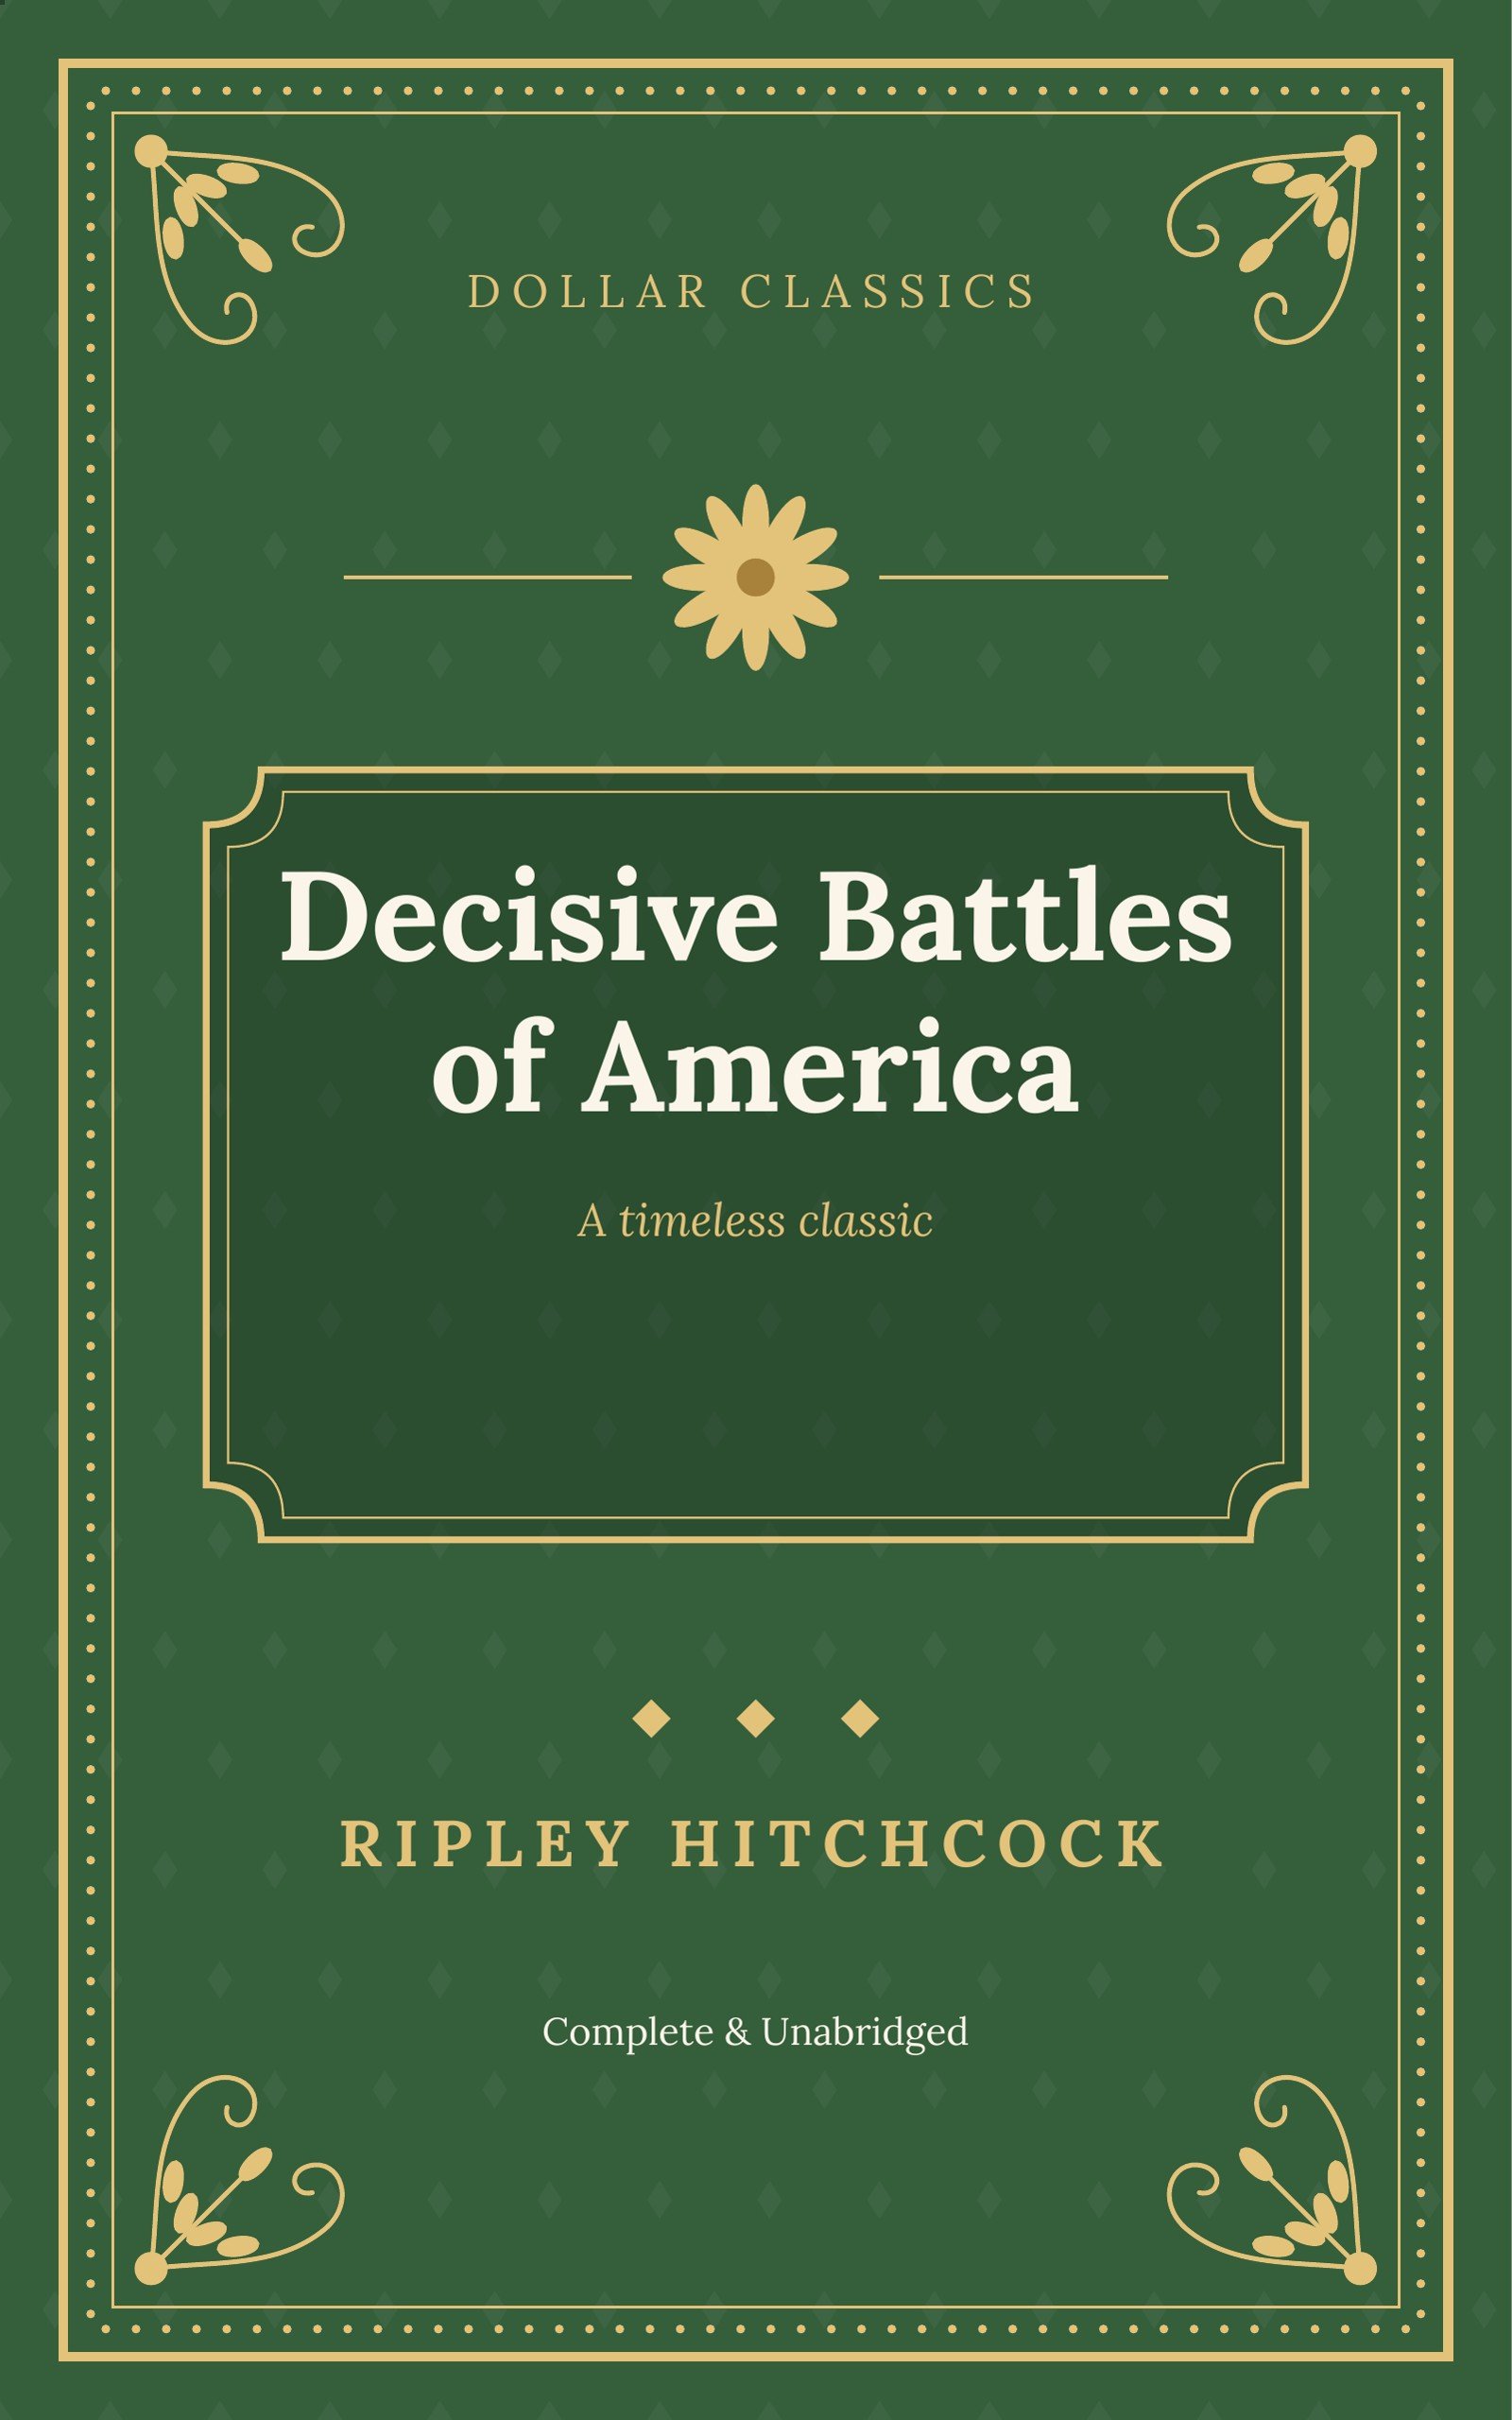 DOLLAR CLASSICS
Decisive Battles
of America
A timeless classic
RIPLEY HITCHCOCK
Complete & Unabridged